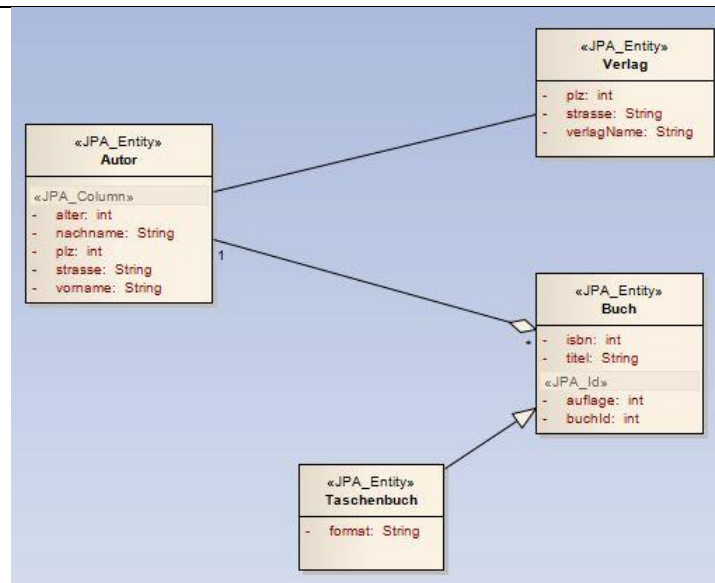 «JPA_Entity»
Verlag
- plz: int
- strasse: String
- verlagName: String
«JPA_Entity»
Autor
«JPA_Column»
- alter: int
- nachname: String
- plz: int
- strasse: String
- vorname: String
1
«JPA_Entity»
Buch
- isbn: int
- titel: String
«JPA_Id»
- auflage: int
- buchId: int
*
«JPA_Entity»
Taschenbuch
- format: String